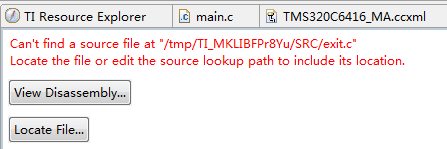 TI Resource Explorer
main.c
TMS320C6416_MA.ccxml
Can't find a source file at "/tmp/TI_MKLIBFPr8Yu/SRC/exit.c"
Locate the file or edit the source lookup path to include its location.
View Disassembly...
Locate File...